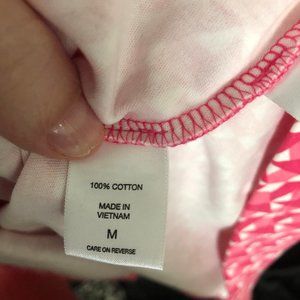 100% COTTON
MADE IN
VIETNAM
M
CARE ON REVERSE